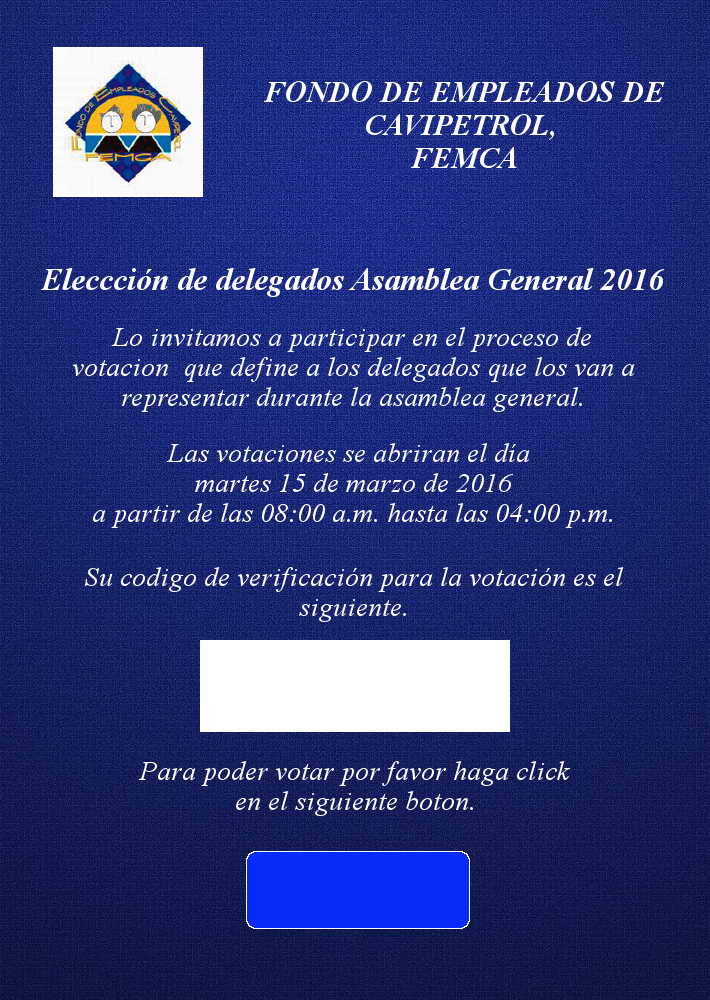 FONDO DE EMPLEADOS CAVIPETROL
FEMCA
FONDO DE EMPLEADOS DE
CAVIPETROL,
FEMCA
Eleccción de delegados Asamblea General 2016
Lo invitamos a participar en el proceso de
votacion  que define a los delegados que los van a
representar durante la asamblea general.
Las votaciones se abriran el día
martes 15 de marzo de 2016
a partir de las 08:00 a.m. hasta las 04:00 p.m.
Su codigo de verificación para la votación es el
siguiente.
Para poder votar por favor haga click
en el siguiente boton.